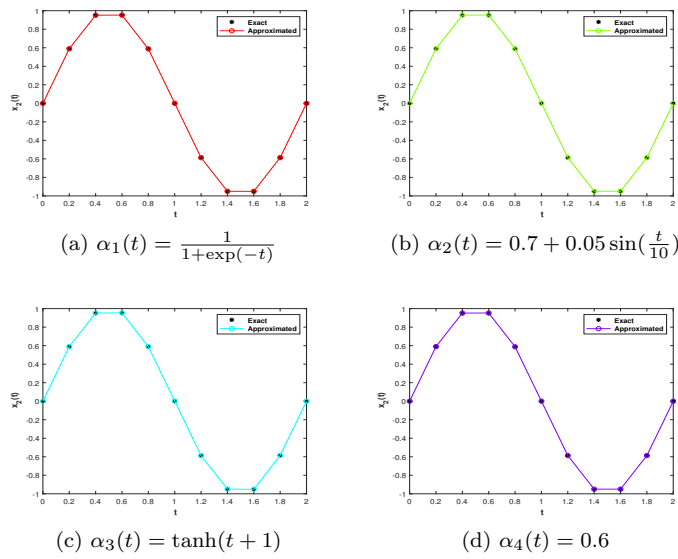 1
0.8
0.6
0.4
0.2
0
-0.2
-0.4
-0.6
-0.8
-1
x₂(t)
0 0.2 0.4 0.6 0.8 1 1.2 1.4 1.6 1.8 2
t
Exact
Approximated
(a) α₁(t) = 1/(1+exp(−t))
1
0.8
0.6
0.4
0.2
0
-0.2
-0.4
-0.6
-0.8
-1
x₂(t)
0 0.2 0.4 0.6 0.8 1 1.2 1.4 1.6 1.8 2
t
Exact
Approximated
(b) α₂(t) = 0.7 + 0.05 sin(t/10)
1
0.8
0.6
0.4
0.2
0
-0.2
-0.4
-0.6
-0.8
-1
x₂(t)
0 0.2 0.4 0.6 0.8 1 1.2 1.4 1.6 1.8 2
t
Exact
Approximated
(c) α₃(t) = tanh(t + 1)
1
0.8
0.6
0.4
0.2
0
-0.2
-0.4
-0.6
-0.8
-1
x₂(t)
0 0.2 0.4 0.6 0.8 1 1.2 1.4 1.6 1.8 2
t
Exact
Approximated
(d) α₄(t) = 0.6